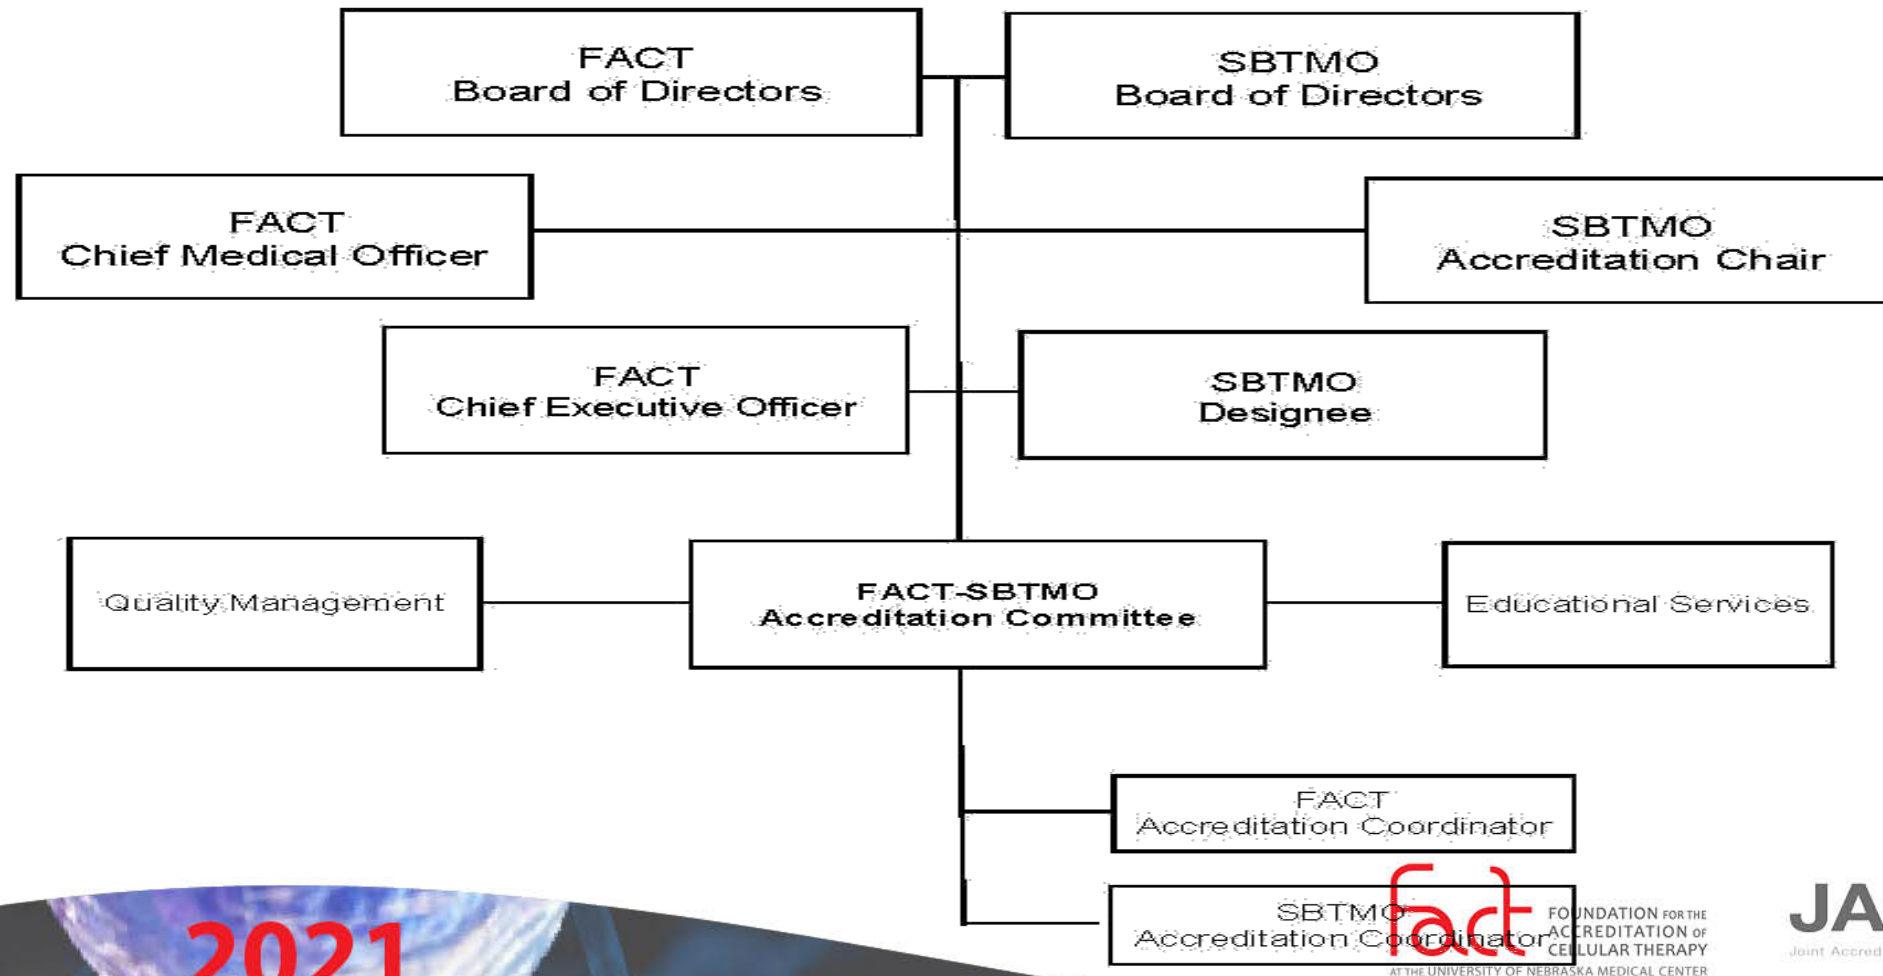 FACT
Board of Directors
SBTMO
Board of Directors
FACT
Chief Medical Officer
SBTMO
Accreditation Chair
FACT
Chief Executive Officer
SBTMO
Designee
Quality Management
FACT-SBTMO
Accreditation Committee
Educational Services
FACT
Accreditation Coordinator
SBTMO
Accreditation Coordinator
2021
fact
FOUNDATION FOR THE
ACCREDITATION OF
CELLULAR THERAPY
AT THE UNIVERSITY OF NEBRASKA MEDICAL CENTER
JA
Joint Accred